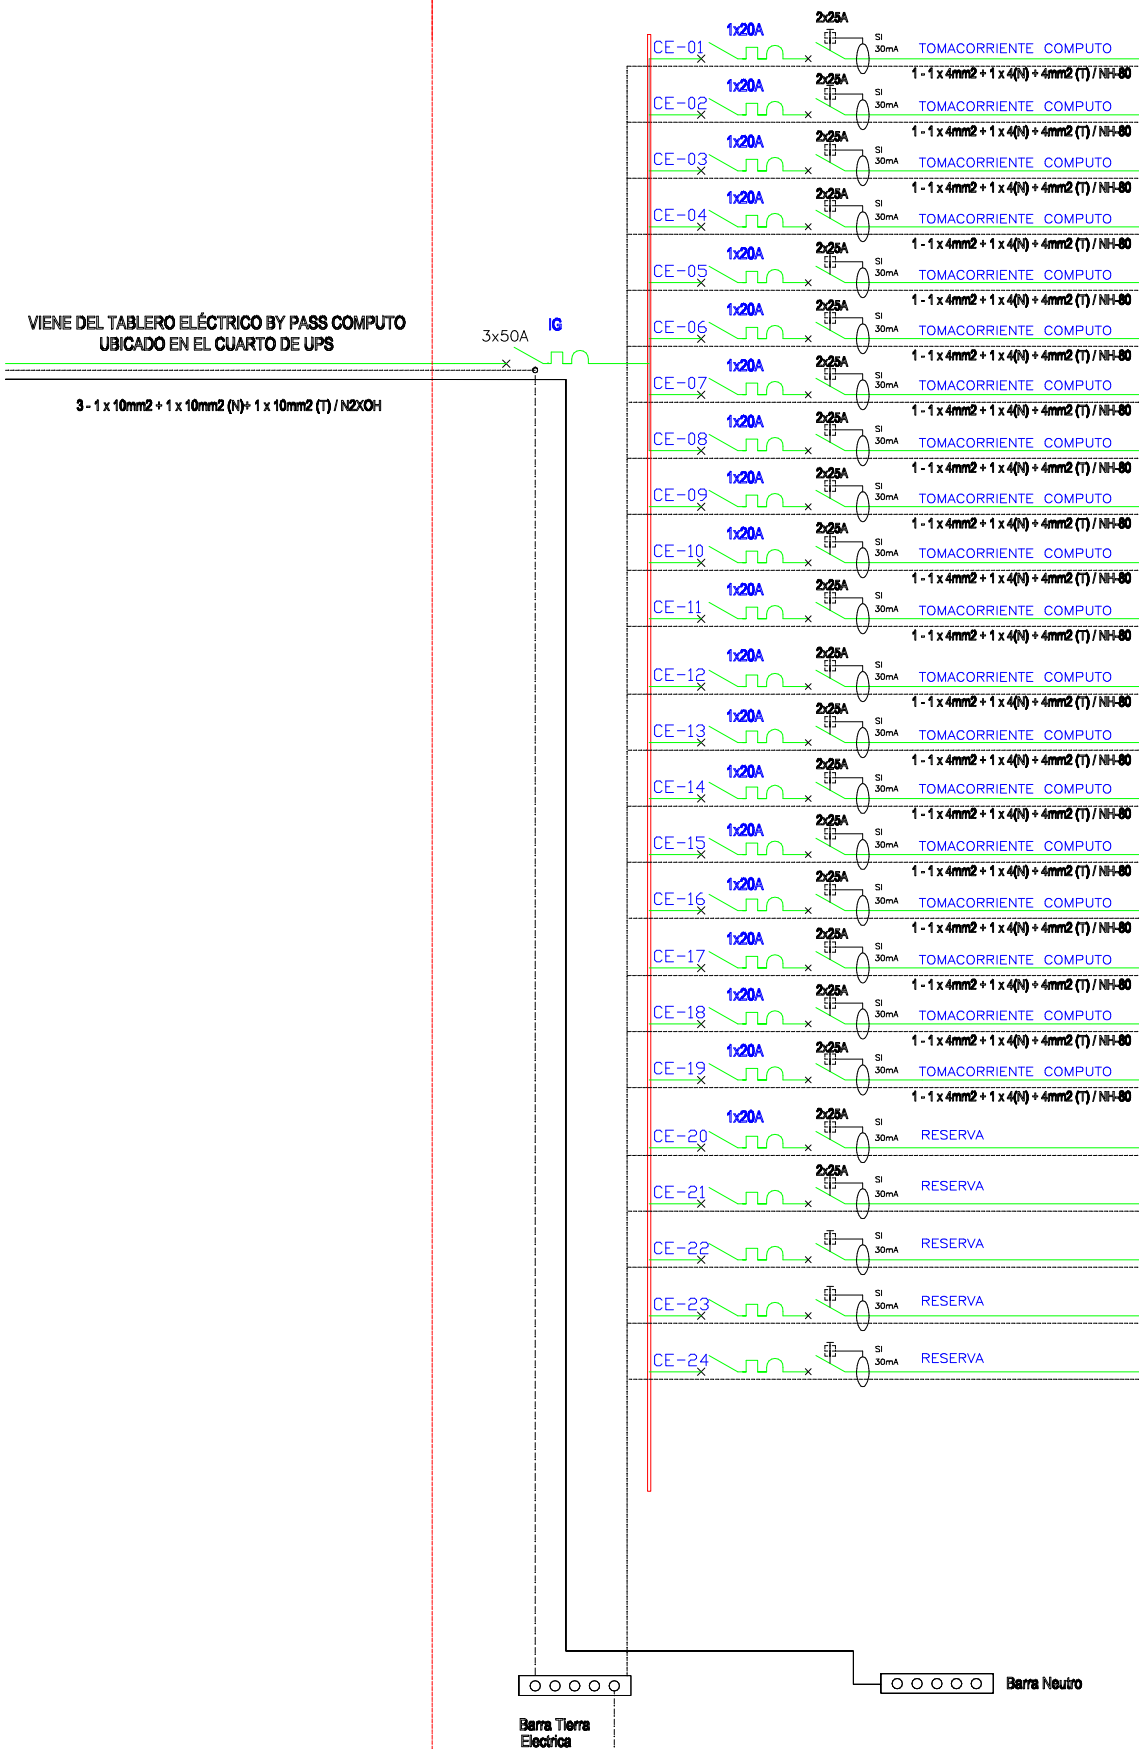 2x25A
1x20A
CE-01
SI
30mA
TOMACORRIENTE COMPUTO
1 - 1 x 4mm2 + 1 x 4(N) + 4mm2 (T) / NH-80
2x25A
1x20A
CE-02
SI
30mA
TOMACORRIENTE COMPUTO
1 - 1 x 4mm2 + 1 x 4(N) + 4mm2 (T) / NH-80
2x25A
1x20A
CE-03
SI
30mA
TOMACORRIENTE COMPUTO
1 - 1 x 4mm2 + 1 x 4(N) + 4mm2 (T) / NH-80
2x25A
1x20A
CE-04
SI
30mA
TOMACORRIENTE COMPUTO
1 - 1 x 4mm2 + 1 x 4(N) + 4mm2 (T) / NH-80
2x25A
1x20A
CE-05
SI
30mA
TOMACORRIENTE COMPUTO
1 - 1 x 4mm2 + 1 x 4(N) + 4mm2 (T) / NH-80
VIENE DEL TABLERO ELÉCTRICO BY PASS COMPUTO
UBICADO EN EL CUARTO DE UPS
3x50A
IG
3 - 1 x 10mm2 + 1 x 10mm2 (N)+ 1 x 10mm2 (T) / N2XOH
2x25A
1x20A
CE-06
SI
30mA
TOMACORRIENTE COMPUTO
1 - 1 x 4mm2 + 1 x 4(N) + 4mm2 (T) / NH-80
2x25A
1x20A
CE-07
SI
30mA
TOMACORRIENTE COMPUTO
1 - 1 x 4mm2 + 1 x 4(N) + 4mm2 (T) / NH-80
2x25A
1x20A
CE-08
SI
30mA
TOMACORRIENTE COMPUTO
1 - 1 x 4mm2 + 1 x 4(N) + 4mm2 (T) / NH-80
2x25A
1x20A
CE-09
SI
30mA
TOMACORRIENTE COMPUTO
1 - 1 x 4mm2 + 1 x 4(N) + 4mm2 (T) / NH-80
2x25A
1x20A
CE-10
SI
30mA
TOMACORRIENTE COMPUTO
1 - 1 x 4mm2 + 1 x 4(N) + 4mm2 (T) / NH-80
2x25A
1x20A
CE-11
SI
30mA
TOMACORRIENTE COMPUTO
1 - 1 x 4mm2 + 1 x 4(N) + 4mm2 (T) / NH-80
2x25A
1x20A
CE-12
SI
30mA
TOMACORRIENTE COMPUTO
1 - 1 x 4mm2 + 1 x 4(N) + 4mm2 (T) / NH-80
2x25A
1x20A
CE-13
SI
30mA
TOMACORRIENTE COMPUTO
1 - 1 x 4mm2 + 1 x 4(N) + 4mm2 (T) / NH-80
2x25A
1x20A
CE-14
SI
30mA
TOMACORRIENTE COMPUTO
1 - 1 x 4mm2 + 1 x 4(N) + 4mm2 (T) / NH-80
2x25A
1x20A
CE-15
SI
30mA
TOMACORRIENTE COMPUTO
1 - 1 x 4mm2 + 1 x 4(N) + 4mm2 (T) / NH-80
2x25A
1x20A
CE-16
SI
30mA
TOMACORRIENTE COMPUTO
1 - 1 x 4mm2 + 1 x 4(N) + 4mm2 (T) / NH-80
2x25A
1x20A
CE-17
SI
30mA
TOMACORRIENTE COMPUTO
1 - 1 x 4mm2 + 1 x 4(N) + 4mm2 (T) / NH-80
2x25A
1x20A
CE-18
SI
30mA
TOMACORRIENTE COMPUTO
1 - 1 x 4mm2 + 1 x 4(N) + 4mm2 (T) / NH-80
2x25A
1x20A
CE-19
SI
30mA
TOMACORRIENTE COMPUTO
1 - 1 x 4mm2 + 1 x 4(N) + 4mm2 (T) / NH-80
2x25A
1x20A
CE-20
SI
30mA
RESERVA
2x25A
CE-21
SI
30mA
RESERVA
CE-22
SI
30mA
RESERVA
CE-23
SI
30mA
RESERVA
CE-24
SI
30mA
RESERVA
Barra Neutro
Barra Tierra
Electrica